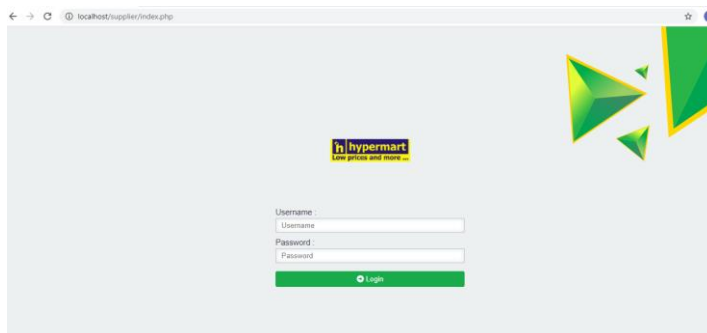 localhost/supplier/index.php
hypermart
Low prices and more ...
Username :
Username
Password :
Password
Login